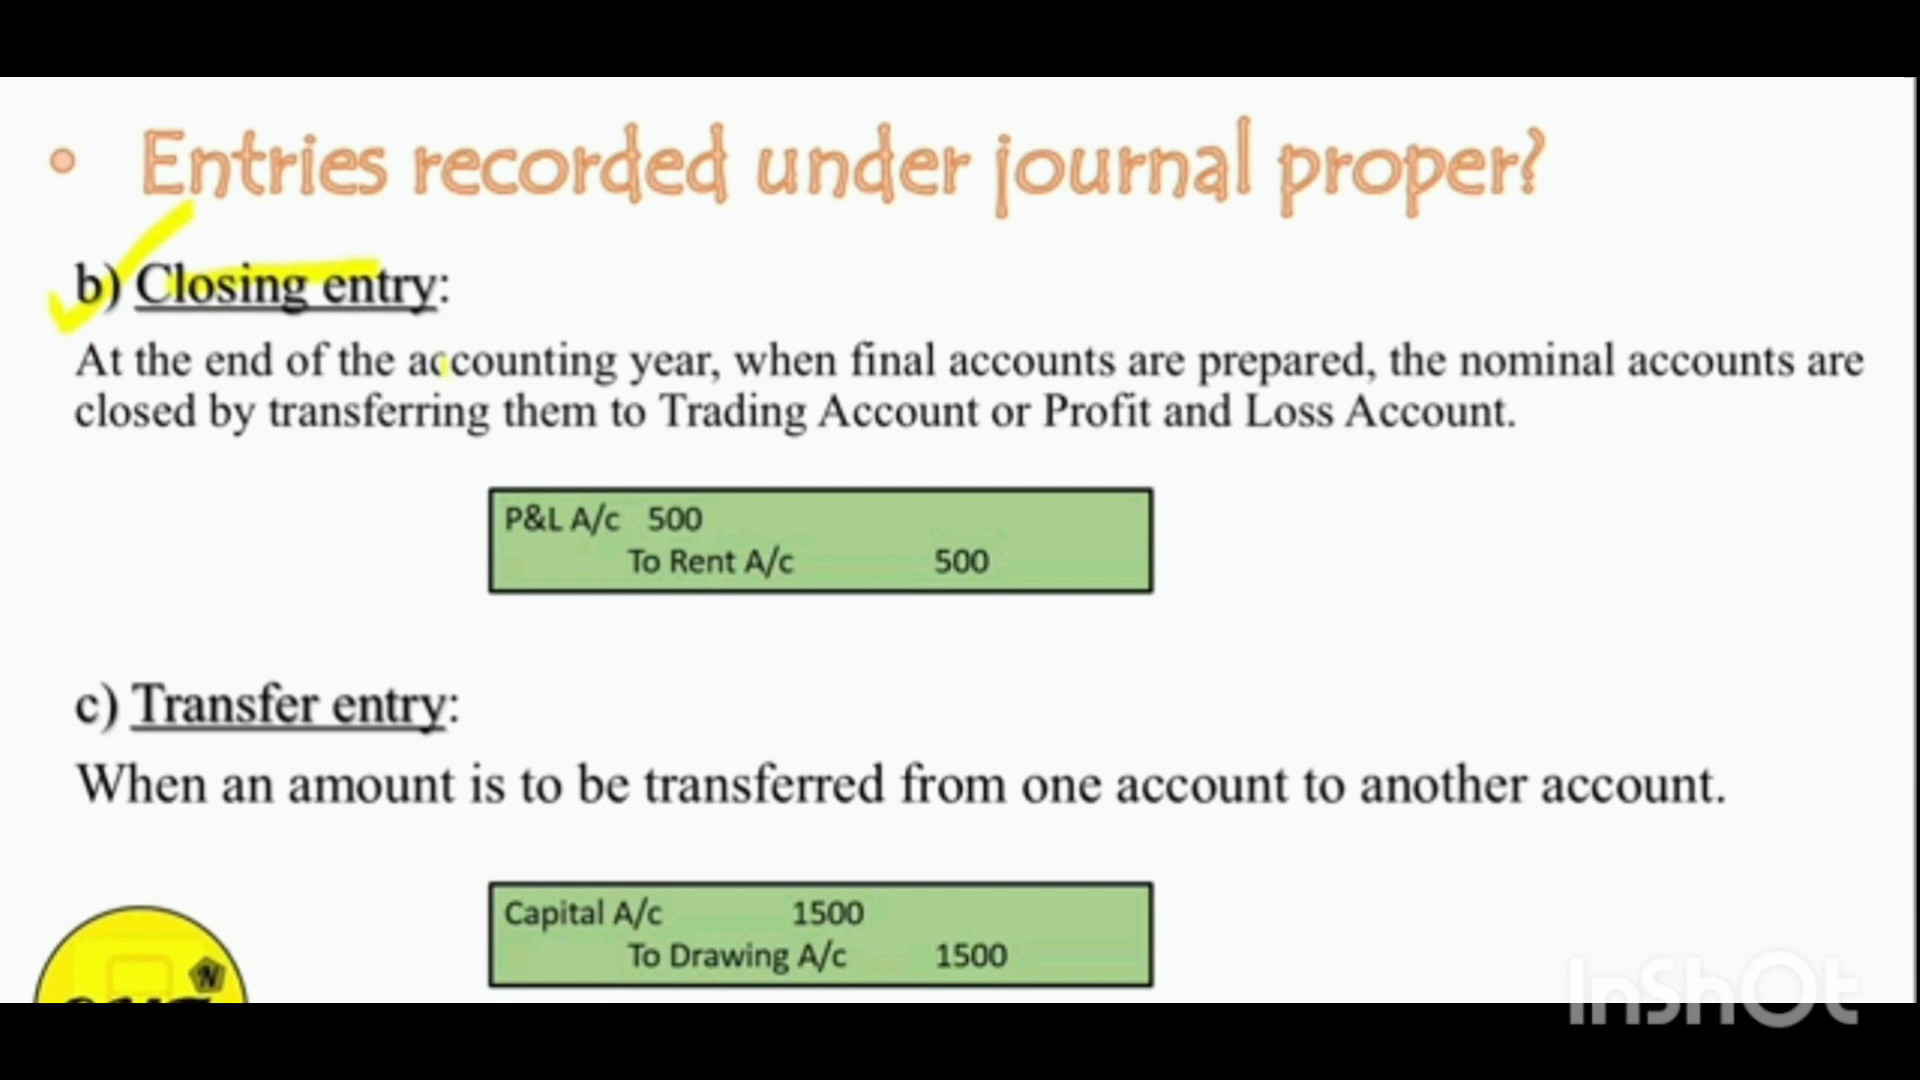 • Entries recorded under journal proper?
b) Closing entry:
At the end of the accounting year, when final accounts are prepared, the nominal accounts are
closed by transferring them to Trading Account or Profit and Loss Account.
P&L A/c 500
To Rent A/c 500
c) Transfer entry:
When an amount is to be transferred from one account to another account.
Capital A/c 1500
To Drawing A/c 1500
N
InShOt